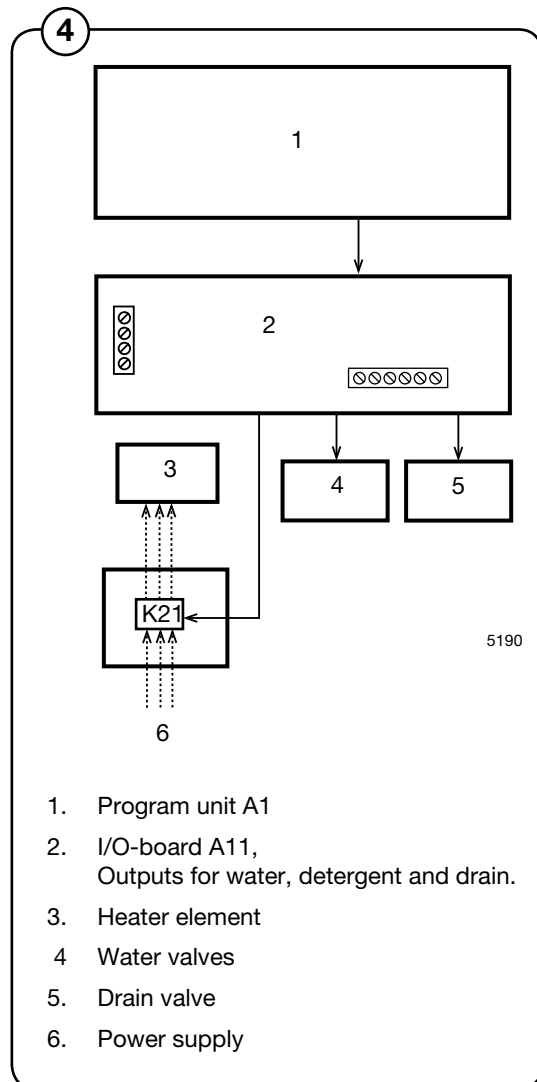 4
1
2
3
4
5
K21
5190
6
1. Program unit A1
2. I/O-board A11,
Outputs for water, detergent and drain.
3. Heater element
4 Water valves
5. Drain valve
6. Power supply